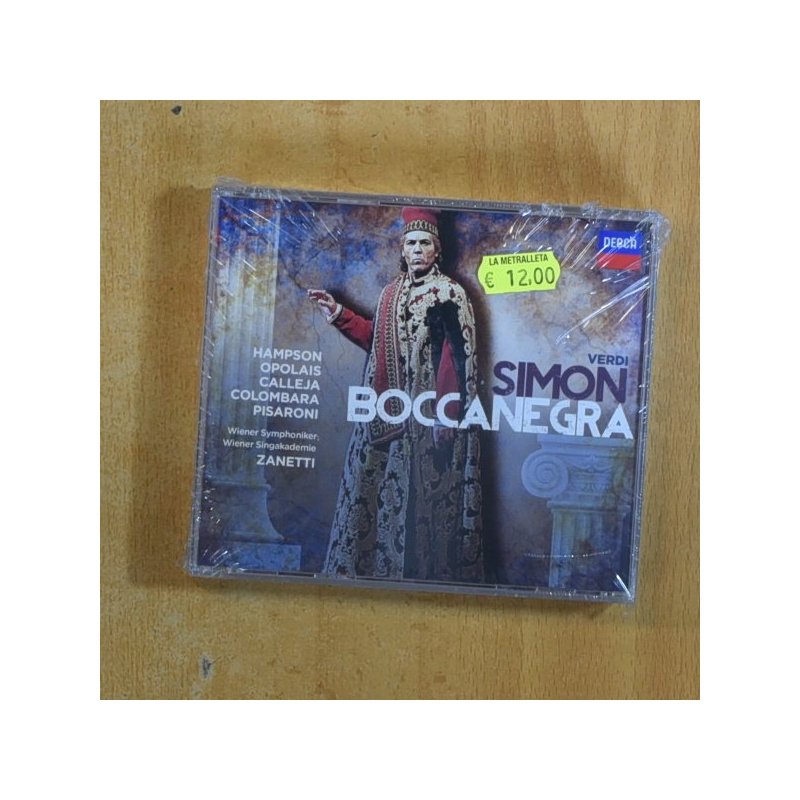 DECCA
LA METRALLETA
€ 12,00
VERDI
SIMON
BOCCANEGRA
HAMPSON
OPOLAIS
CALLEJA
COLOMBARA
PISARONI
Wiener Symphoniker
Wiener Singakademie
ZANETTI